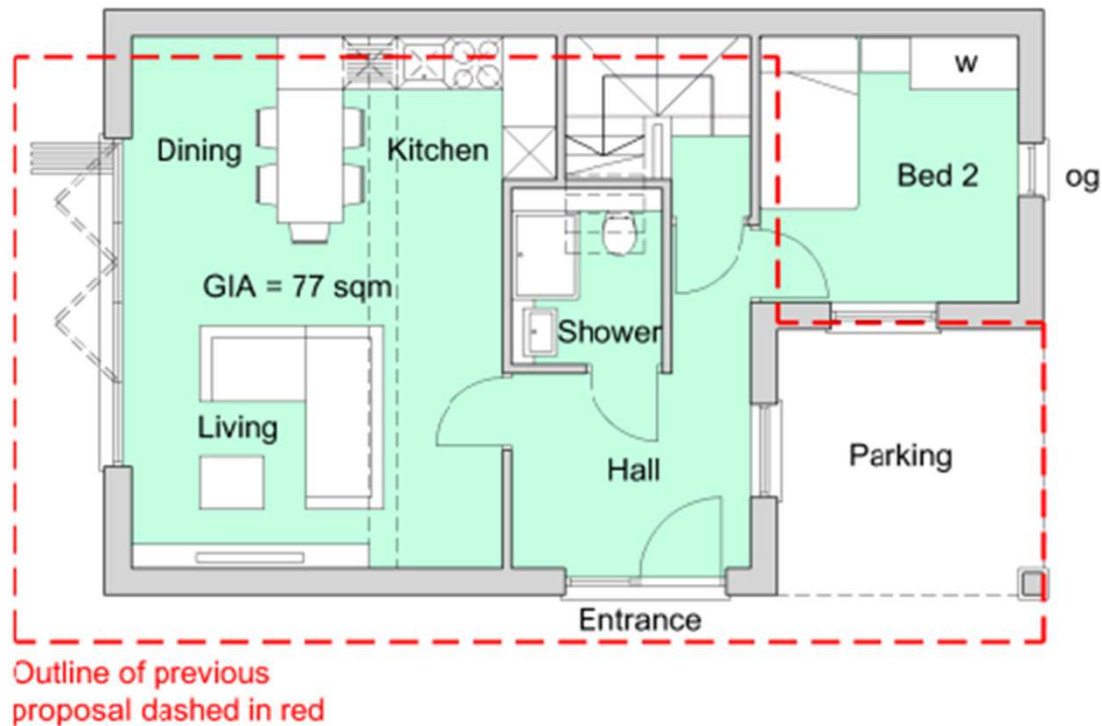 w
Dining
Kitchen
Bed 2
og
GIA = 77 sqm
Shower
Living
Hall
Parking
Entrance
Outline of previous
proposal dashed in red